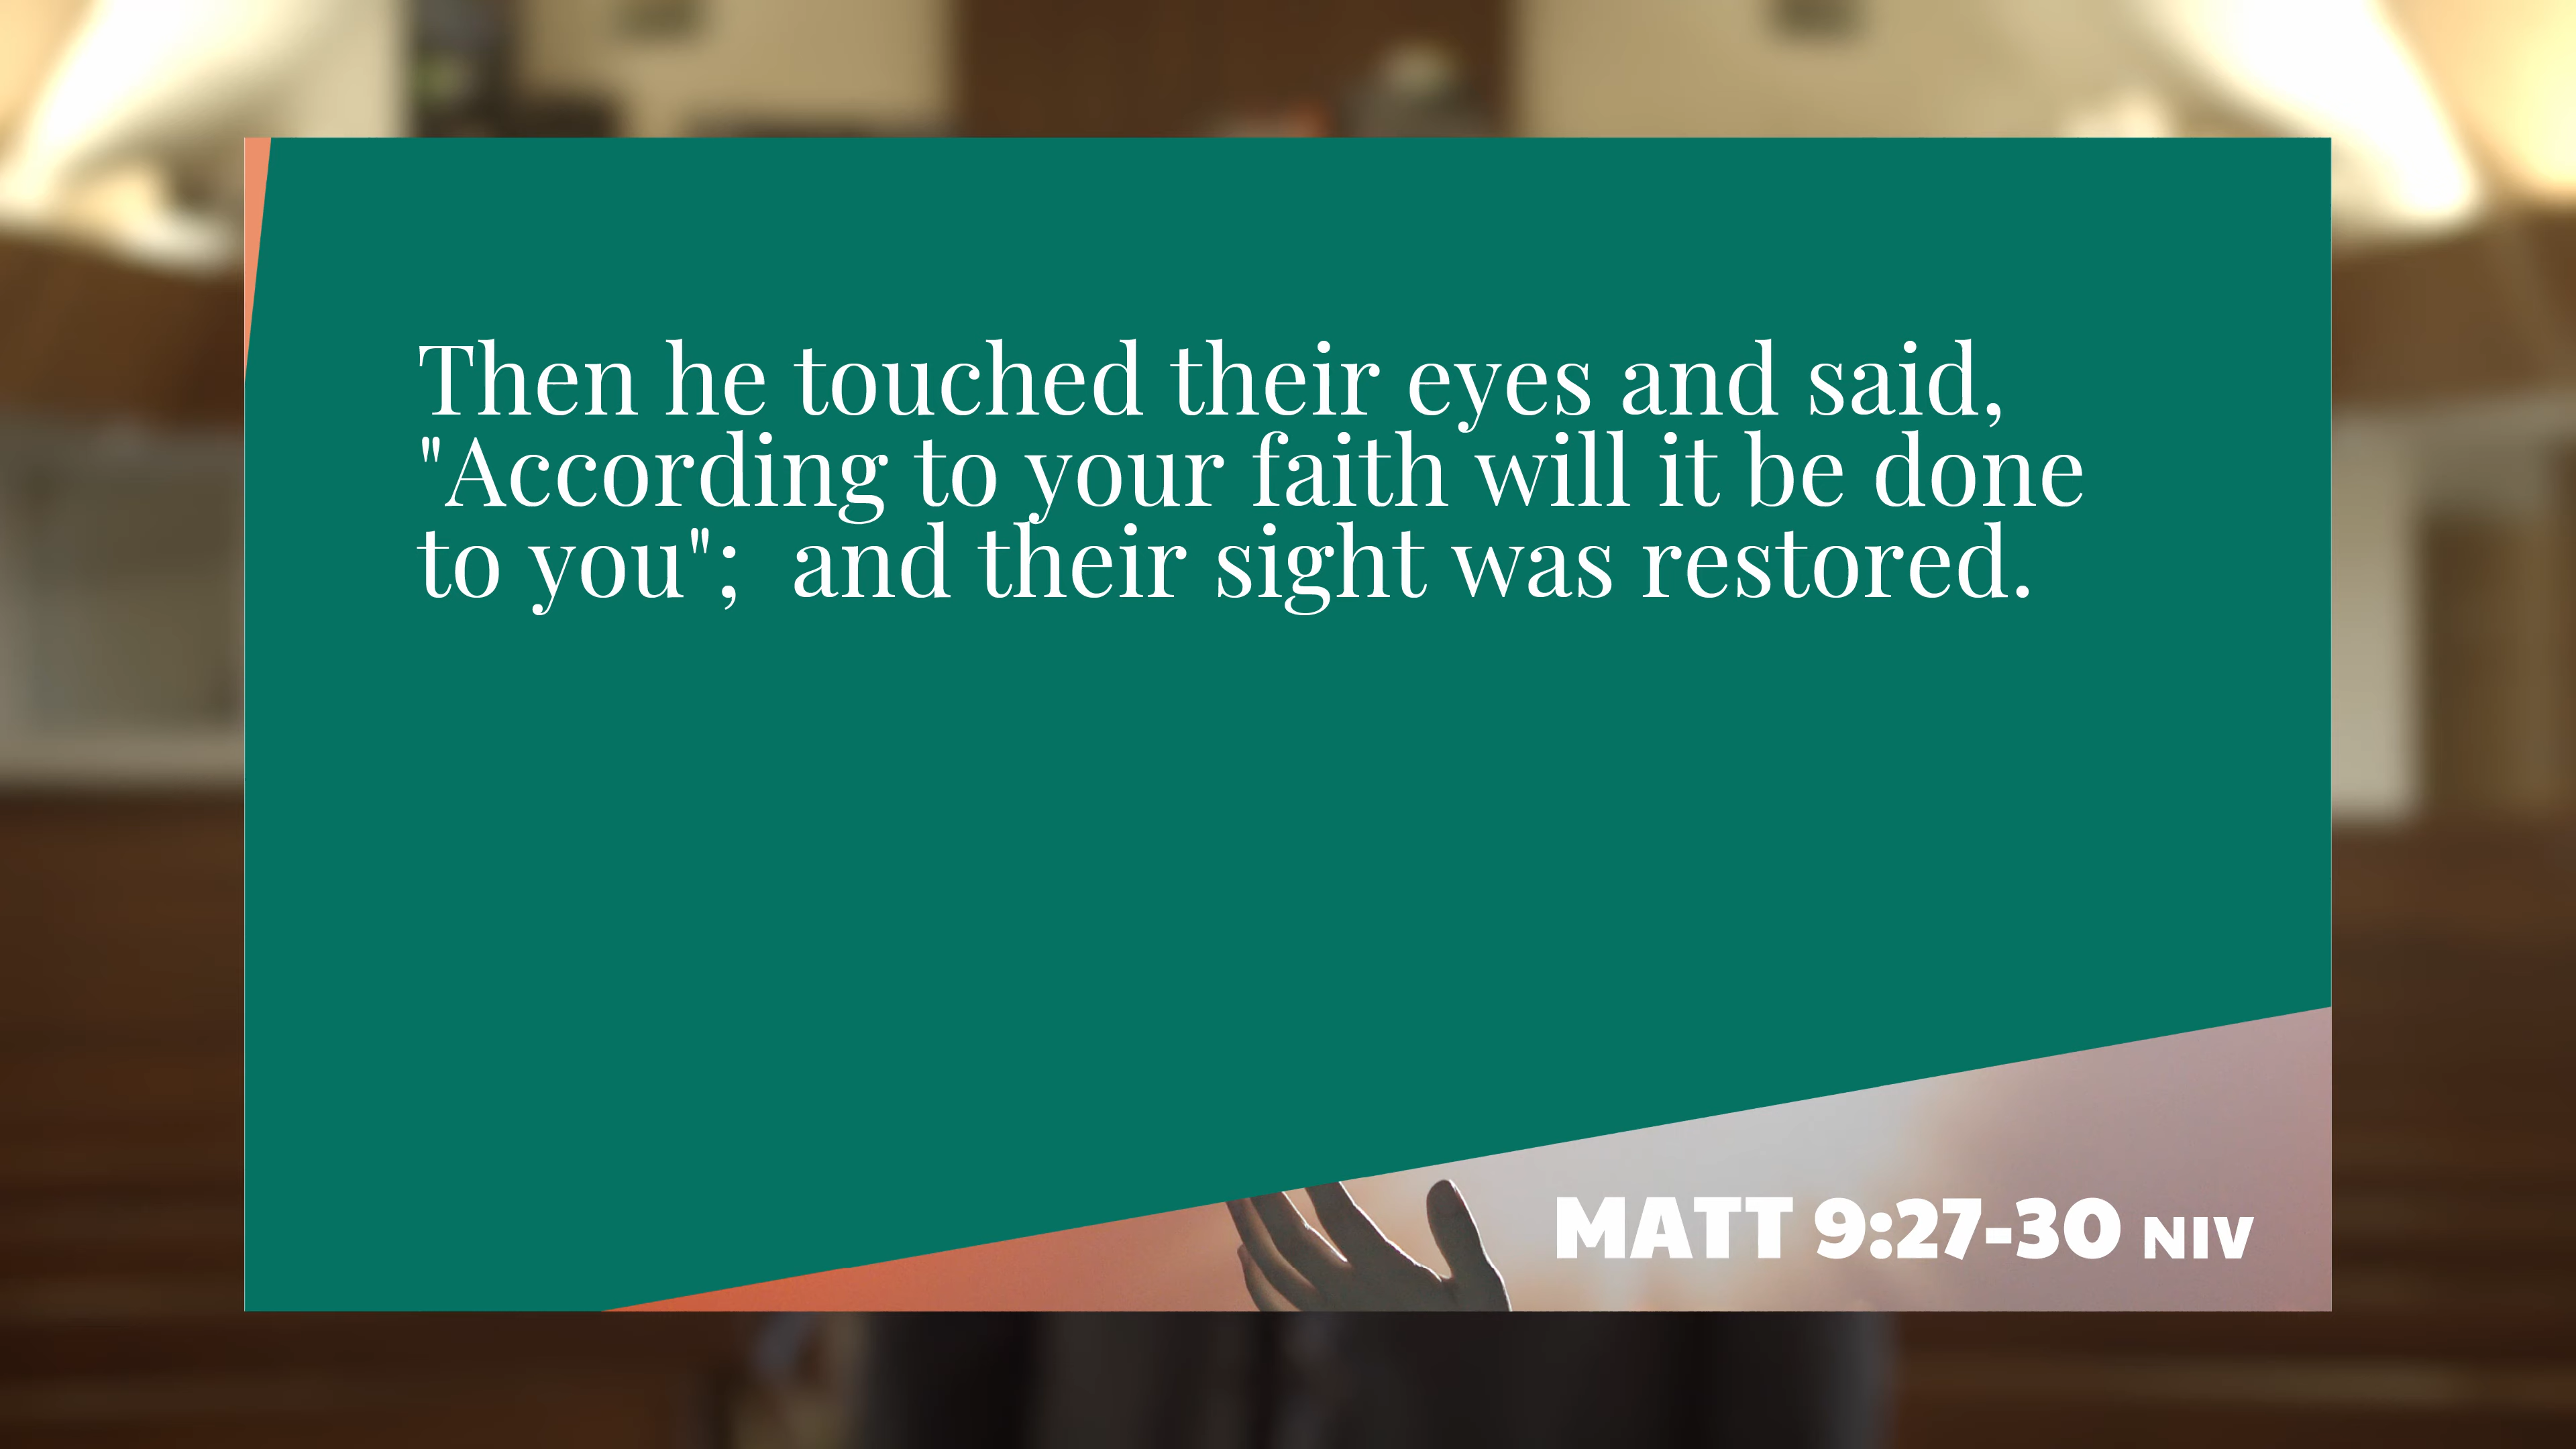 Then he touched their eyes and said,
"According to your faith will it be done
to you";  and their sight was restored.
MATT 9:27-30 NIV